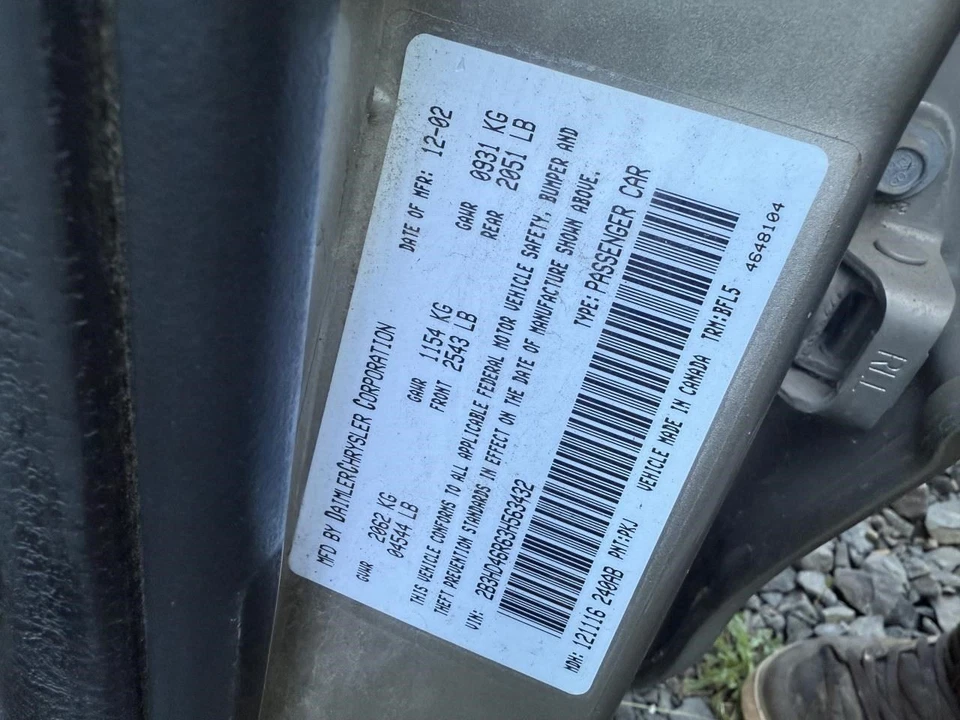 MFD BY DAIMLERCHRYSLER CORPORATION DATE OF MFR: 12-02
GVWR 2062 KG 04544 LB GAWR FRONT 1154 KG 2543 LB GAWR REAR 0931 KG 2051 LB
THIS VEHICLE CONFORMS TO ALL APPLICABLE FEDERAL MOTOR VEHICLE SAFETY, BUMPER AND
THEFT PREVENTION STANDARDS IN EFFECT ON THE DATE OF MANUFACTURE SHOWN ABOVE.
VIN: 2B3HD46R63H563432 TYPE: PASSENGER CAR
MDH: 121116 240AB PNT: PKJ VEHICLE MADE IN CANADA TRM: BFL5 4648104